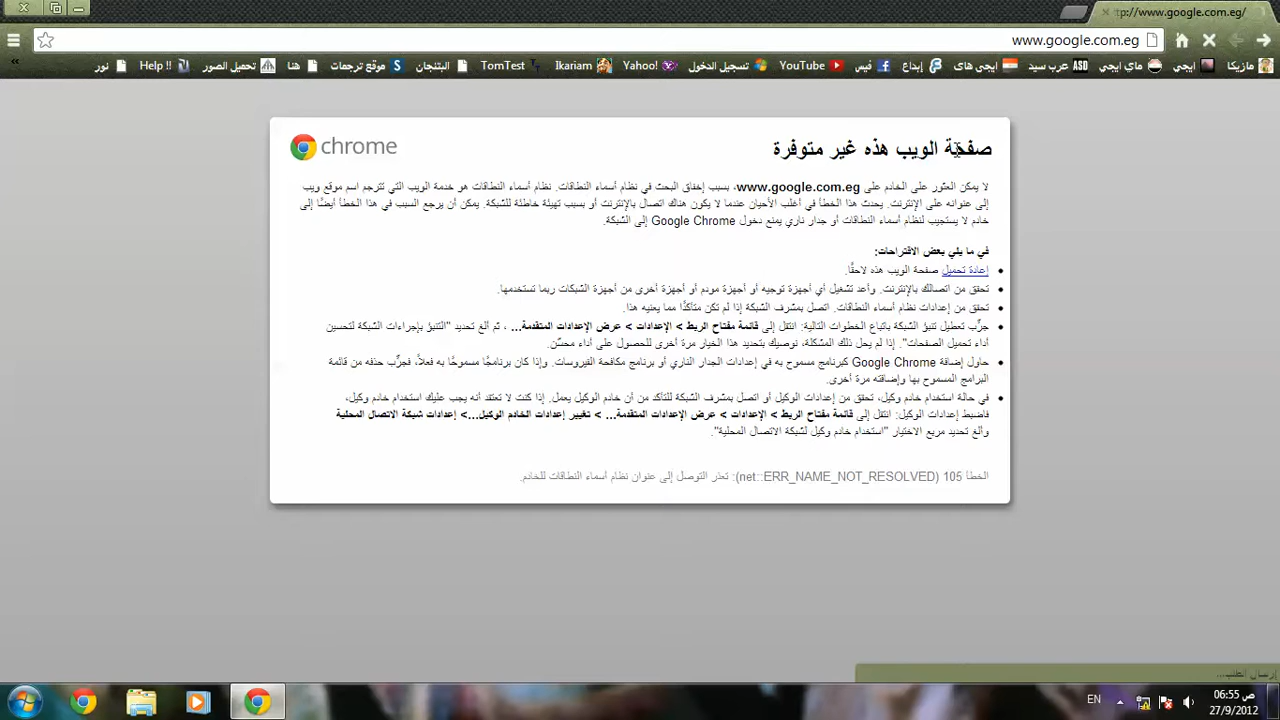 tp://www.google.com.eg/
www.google.com.eg
مازيكا ايجي ماي ايجي ASD عرب سيد ايجى هاى إبداع فيس YouTube تسجيل الدخول Yahoo! Ikariam TomTest البتنجان موقع ترجمات هنا تحميل الصور Help !! نور
chrome
صفحة الويب هذه غير متوفرة
لا يمكن العثور على الخادم على www.google.com.eg، بسبب إخفاق البحث في نظام أسماء النطاقات. نظام أسماء النطاقات هو خدمة الويب التي تترجم اسم موقع ويب
إلى عنوانه على الإنترنت. يحدث هذا الخطأ في أغلب الأحيان عندما لا يكون هناك اتصال بالإنترنت أو بسبب تهيئة خاطئة للشبكة. يمكن أن يرجع السبب في هذا الخطأ أيضًا إلى
خادم لا يستجيب لنظام أسماء النطاقات أو جدار ناري يمنع دخول Google Chrome إلى الشبكة.
في ما يلي بعض الاقتراحات:
إعادة تحميل صفحة الويب هذه لاحقًا.
تحقق من اتصالك بالإنترنت. وأعد تشغيل أي أجهزة توجيه أو أجهزة مودم أو أجهزة أخرى من أجهزة الشبكات ربما تستخدمها.
تحقق من إعدادات نظام أسماء النطاقات. اتصل بمشرف الشبكة إذا لم تكن متأكدًا مما يعنيه هذا.
جرِّب تعطيل تنبؤ الشبكة باتباع الخطوات التالية: انتقل إلى قائمة مفتاح الربط > الإعدادات > عرض الإعدادات المتقدمة... ، ثم ألغ تحديد "التنبؤ بإجراءات الشبكة لتحسين
أداء تحميل الصفحات". إذا لم يحل ذلك المشكلة، نوصيك بتحديد هذا الخيار مرة أخرى للحصول على أداء محسَّن.
حاول إضافة Google Chrome كبرنامج مسموح به في إعدادات الجدار الناري أو برنامج مكافحة الفيروسات. وإذا كان برنامجًا مسموحًا به فعلاً، فجرِّب حذفه من قائمة
البرامج المسموح بها وإضافته مرة أخرى.
في حالة استخدام خادم وكيل، تحقق من إعدادات الوكيل أو اتصل بمشرف الشبكة للتأكد من أن خادم الوكيل يعمل. إذا كنت لا تعتقد أنه يجب عليك استخدام خادم وكيل،
فاضبط إعدادات الوكيل: انتقل إلى قائمة مفتاح الربط > الإعدادات > عرض الإعدادات المتقدمة... > تغيير إعدادات الخادم الوكيل...> إعدادات شبكة الاتصال المحلية
وألغ تحديد مربع الاختيار "استخدام خادم وكيل لشبكة الاتصال المحلية".
الخطأ 105 (net::ERR_NAME_NOT_RESOLVED): تعذر التوصل إلى عنوان نظام أسماء النطاقات للخادم.
إرسال الطلب...
EN
06:55 ص
27/9/2012